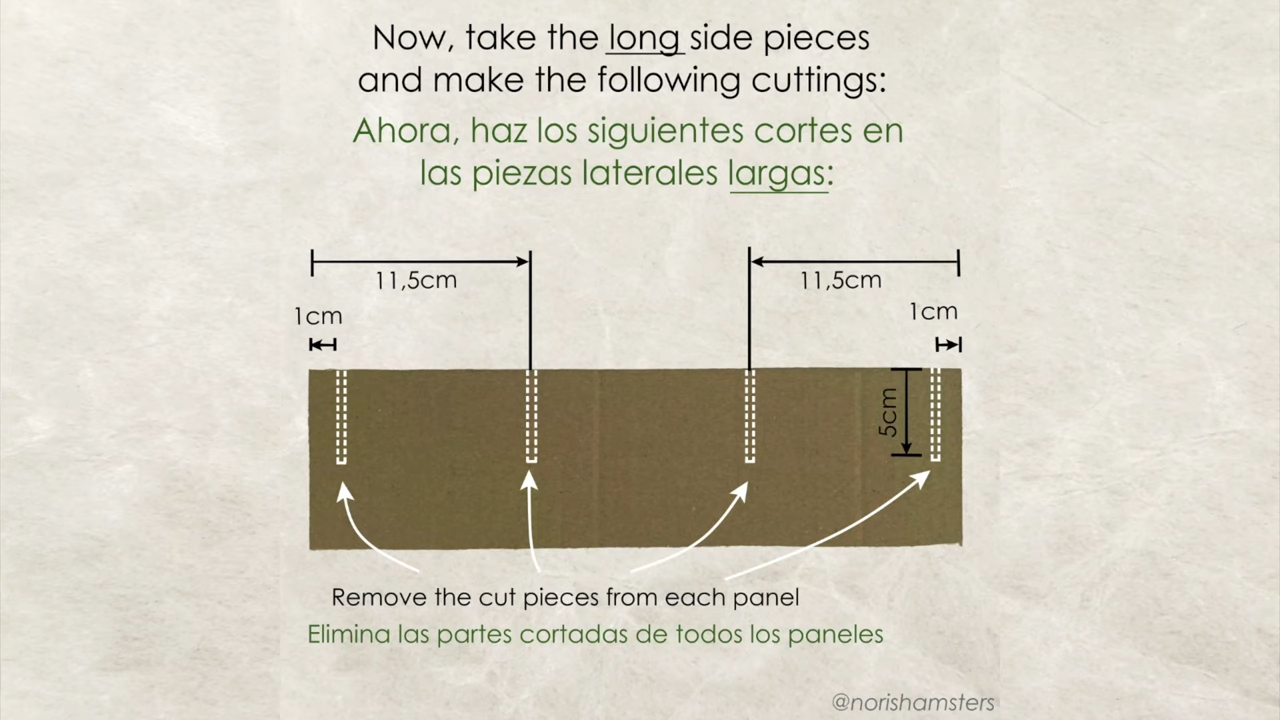 Now, take the long side pieces
and make the following cuttings:
Ahora, haz los siguientes cortes en
las piezas laterales largas:
11,5cm
11,5cm
1cm
1cm
5cm
Remove the cut pieces from each panel
Elimina las partes cortadas de todos los paneles
@norishamsters